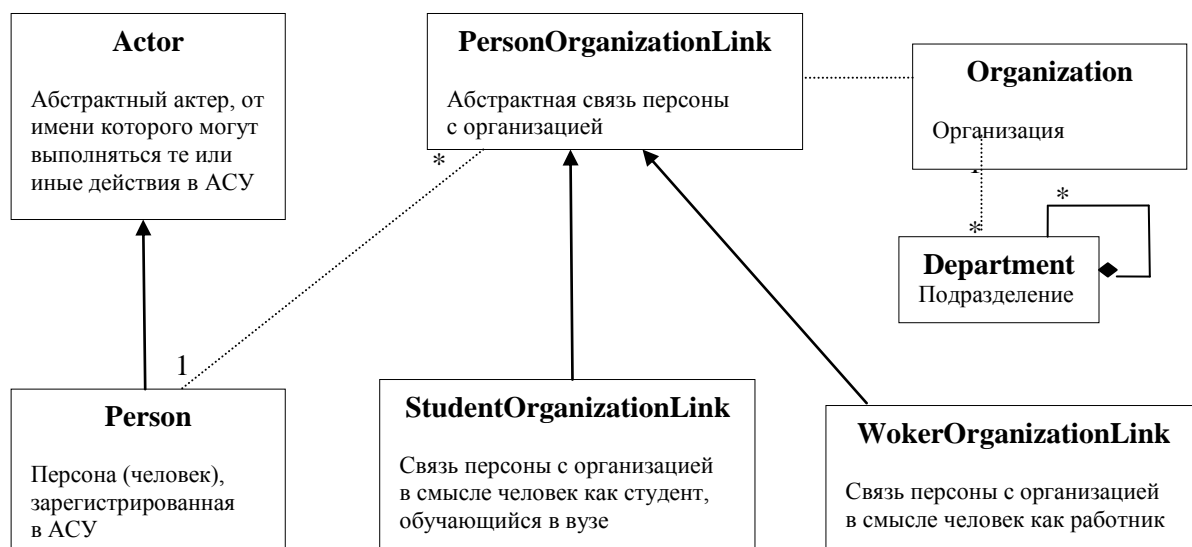 Actor
Абстрактный актер, от
имени которого могут
выполняться те или
иные действия в АСУ
PersonOrganizationLink
Абстрактная связь персоны
с организацией
Organization
Организация
*
*
*
Department
Подразделение
1
Person
Персона (человек),
зарегистрированная
в АСУ
StudentOrganizationLink
Связь персоны с организацией
в смысле человек как студент,
обучающийся в вузе
WokerOrganizationLink
Связь персоны с организацией
в смысле человек как работник